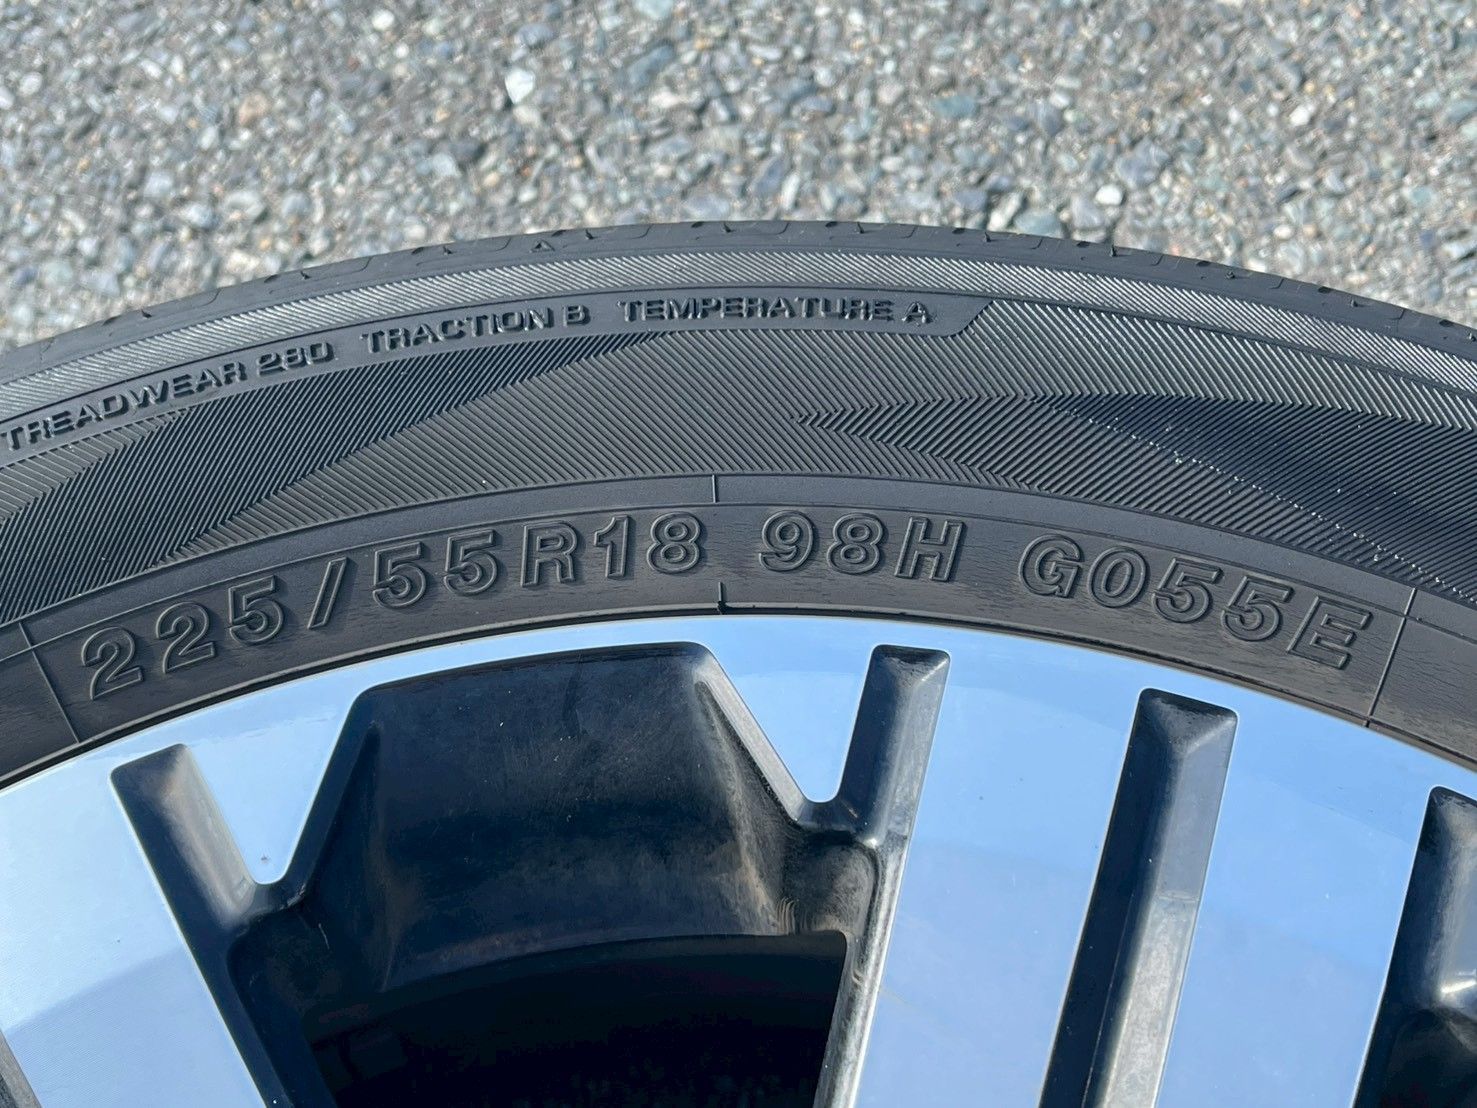 TREADWEAR 280 TRACTION B TEMPERATURE A
225/55R18 98H G055E